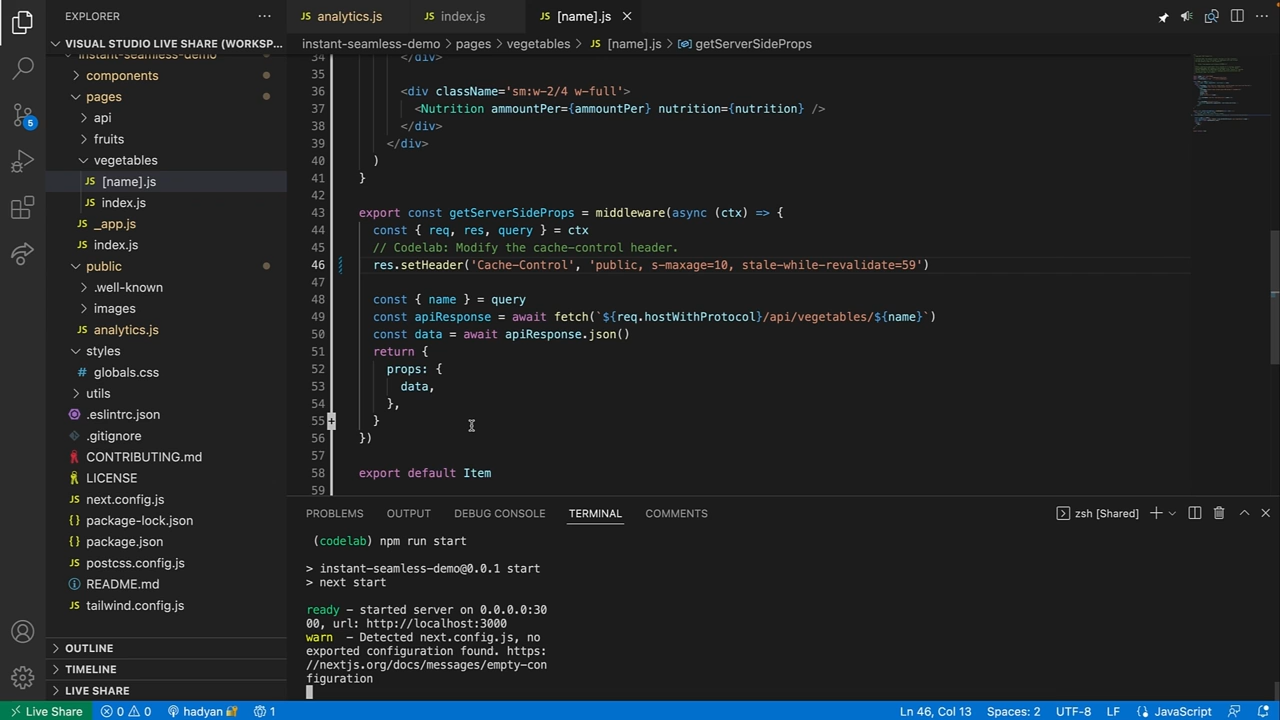 EXPLORER
analytics.js
index.js
[name].js
VISUAL STUDIO LIVE SHARE (WORKSP...
instant-seamless-demo > pages > vegetables > JS [name].js > getServerSideProps
instant-seamless-demo
components
pages
api
fruits
vegetables
JS [name].js
JS index.js
JS _app.js
JS index.js
public
.well-known
images
JS analytics.js
styles
globals.css
utils
.eslintrc.json
.gitignore
CONTRIBUTING.md
LICENSE
JS next.config.js
{} package-lock.json
{} package.json
JS postcss.config.js
README.md
JS tailwind.config.js
OUTLINE
TIMELINE
LIVE SHARE
34 </div>
35
36 <div className='sm:w-2/4 w-full'>
37 <Nutrition ammountPer={ammountPer} nutrition={nutrition} />
38 </div>
39 </div>
40 )
41 }
42
43 export const getServerSideProps = middleware(async (ctx) => {
44 const { req, res, query } = ctx
45 // Codelab: Modify the cache-control header.
46 res.setHeader('Cache-Control', 'public, s-maxage=10, stale-while-revalidate=59')
47
48 const { name } = query
49 const apiResponse = await fetch(`${req.hostWithProtocol}/api/vegetables/${name}`)
50 const data = await apiResponse.json()
51 return {
52 props: {
53 data,
54 },
55 }
56 })
57
58 export default Item
59
PROBLEMS OUTPUT DEBUG CONSOLE TERMINAL COMMENTS
zsh [Shared]
(codelab) npm run start
> instant-seamless-demo@0.0.1 start
> next start
ready - started server on 0.0.0.0:30
00, url: http://localhost:3000
warn - Detected next.config.js, no
exported configuration found. https:
//nextjs.org/docs/messages/empty-con
figuration
5
Live Share 0 0 hadyan 1
Ln 46, Col 13 Spaces: 2 UTF-8 LF {} JavaScript